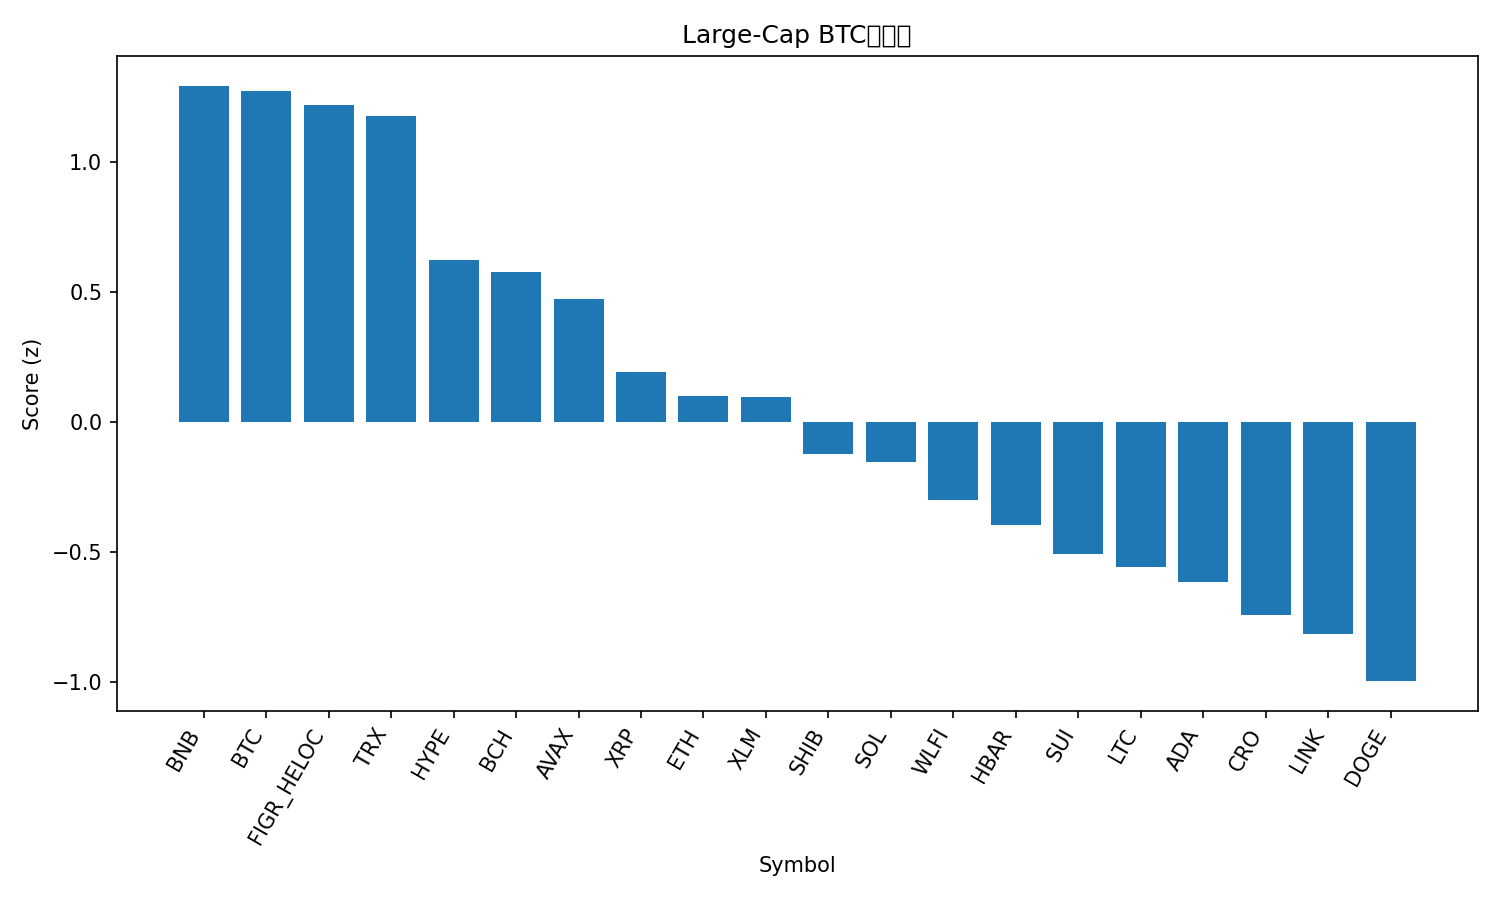 Large-Cap BTC
Score (z)
1.0
0.5
0.0
−0.5
−1.0
BNB
BTC
FIGR_HELOC
TRX
HYPE
BCH
AVAX
XRP
ETH
XLM
SHIB
SOL
WLFI
HBAR
SUI
LTC
ADA
CRO
LINK
DOGE
Symbol